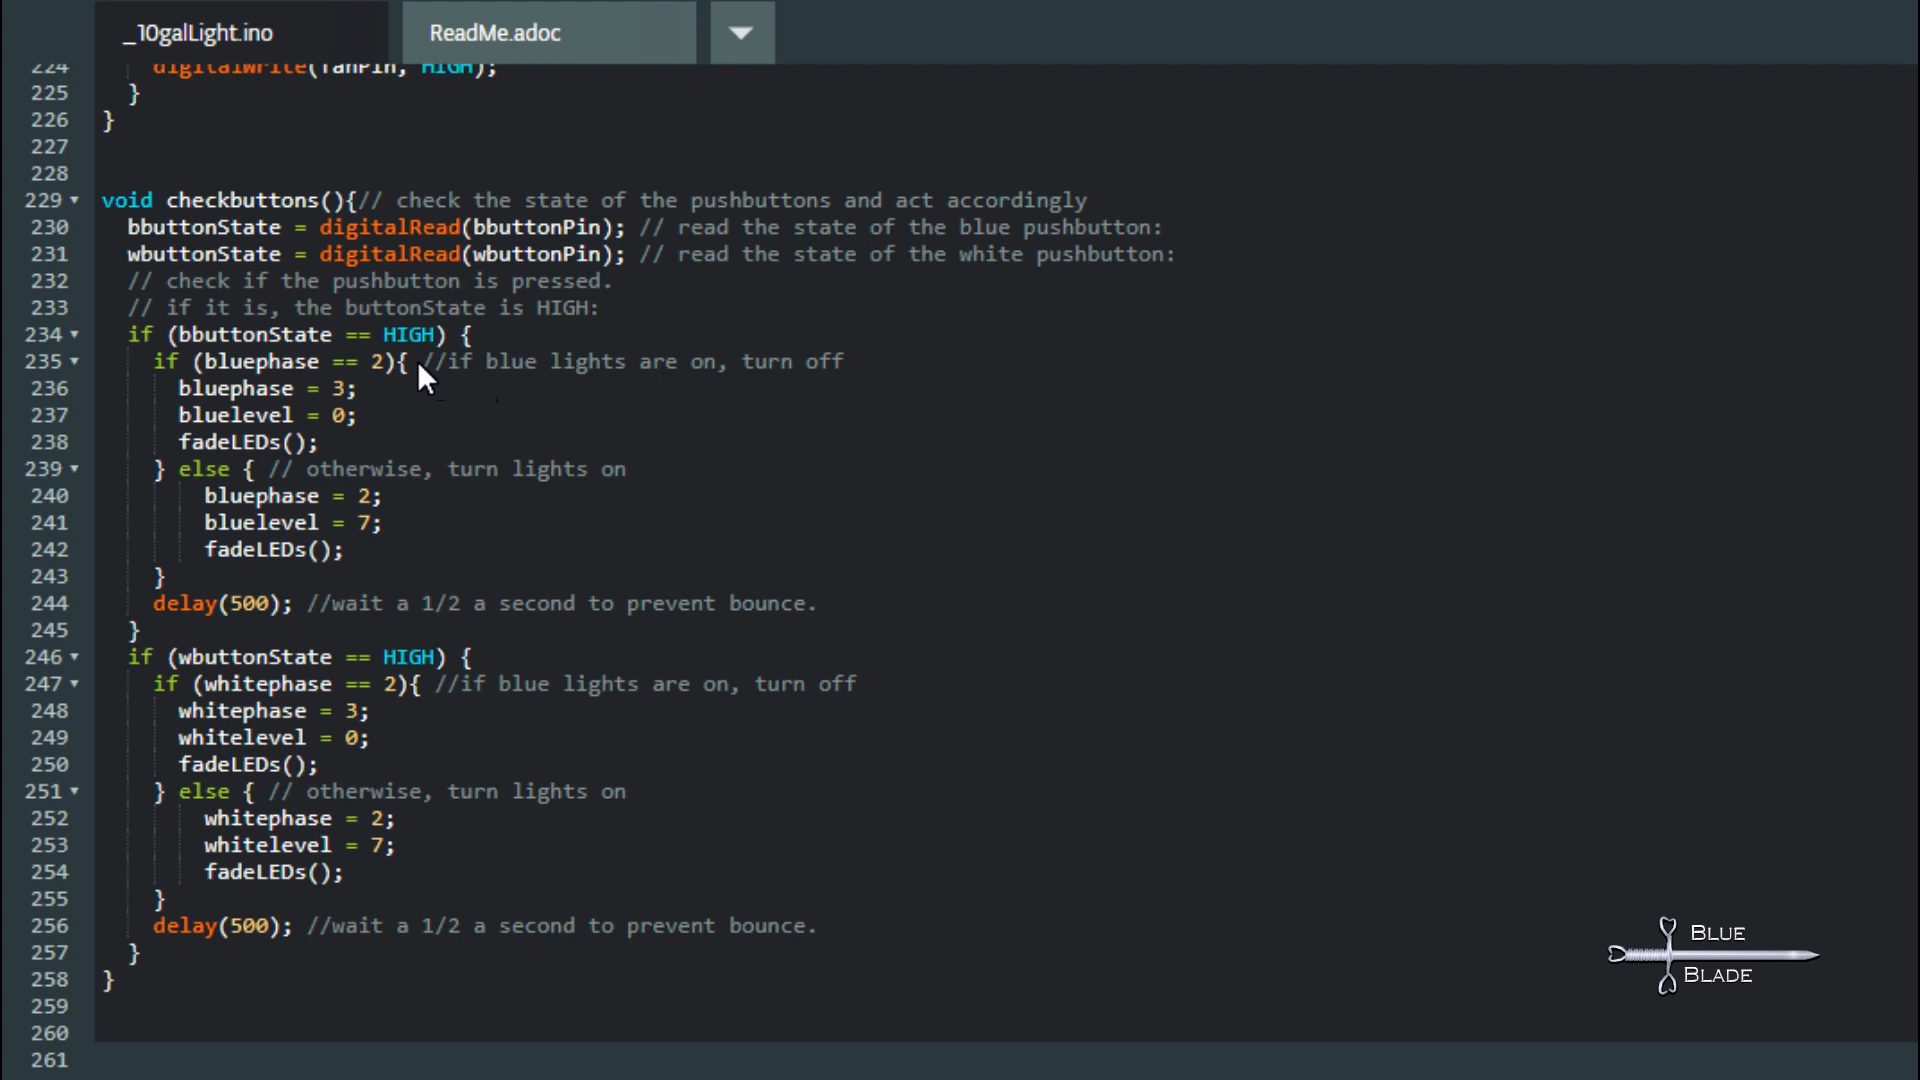 _10galLight.ino
ReadMe.adoc
224 digitalWrite(fanPin, HIGH);
225 }
226 }
227
228
229 void checkbuttons(){// check the state of the pushbuttons and act accordingly
230 bbuttonState = digitalRead(bbuttonPin); // read the state of the blue pushbutton:
231 wbuttonState = digitalRead(wbuttonPin); // read the state of the white pushbutton:
232 // check if the pushbutton is pressed.
233 // if it is, the buttonState is HIGH:
234 if (bbuttonState == HIGH) {
235 if (bluephase == 2){ //if blue lights are on, turn off
236 bluephase = 3;
237 bluelevel = 0;
238 fadeLEDs();
239 } else { // otherwise, turn lights on
240 bluephase = 2;
241 bluelevel = 7;
242 fadeLEDs();
243 }
244 delay(500); //wait a 1/2 a second to prevent bounce.
245 }
246 if (wbuttonState == HIGH) {
247 if (whitephase == 2){ //if blue lights are on, turn off
248 whitephase = 3;
249 whitelevel = 0;
250 fadeLEDs();
251 } else { // otherwise, turn lights on
252 whitephase = 2;
253 whitelevel = 7;
254 fadeLEDs();
255 }
256 delay(500); //wait a 1/2 a second to prevent bounce.
257 }
258 }
259
260
261
BLUE
BLADE